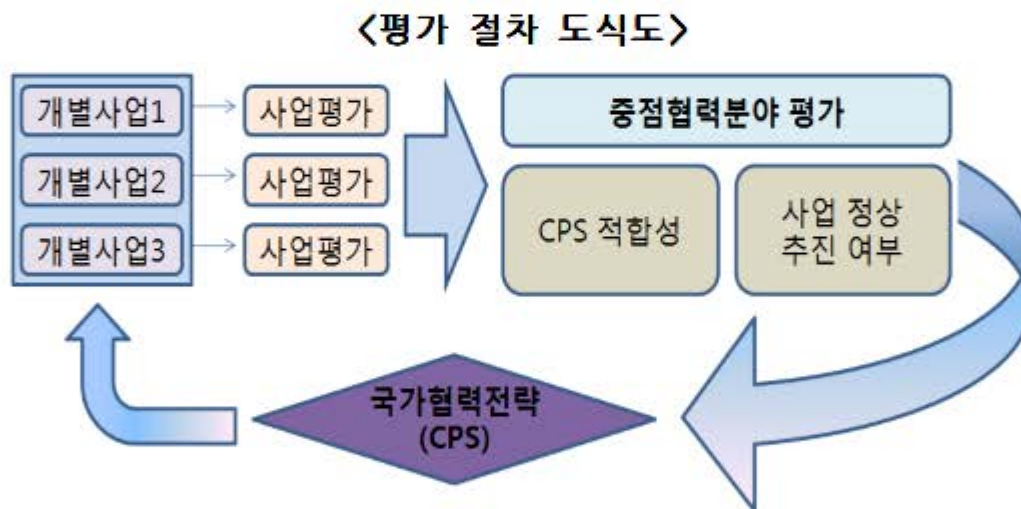 <평가 절차 도식도>
개별사업1
사업평가
개별사업2
사업평가
개별사업3
사업평가
중점협력분야 평가
CPS 적합성
사업 정상
추진 여부
국가협력전략
(CPS)